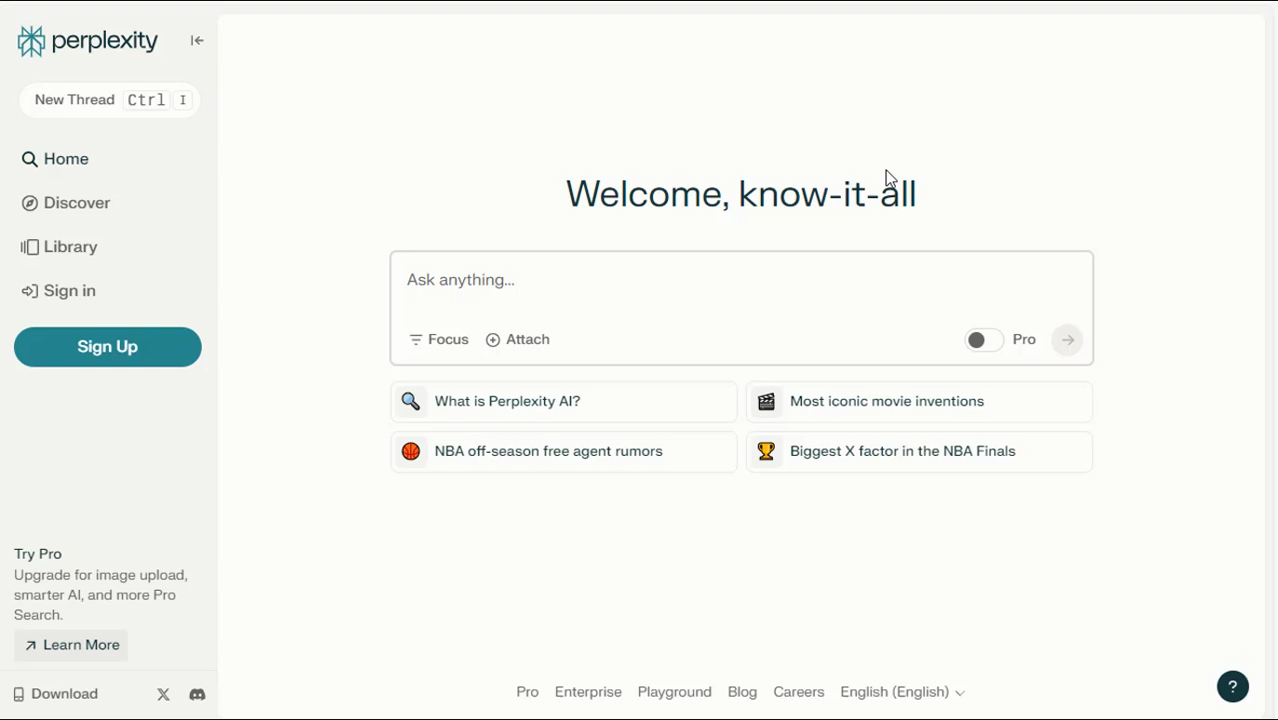 perplexity
New Thread Ctrl I
Home
Discover
Library
Sign in
Sign Up
Try Pro
Upgrade for image upload,
smarter AI, and more Pro
Search.
Learn More
Download
Welcome, know-it-all
Ask anything...
Focus Attach Pro
What is Perplexity AI? Most iconic movie inventions
NBA off-season free agent rumors Biggest X factor in the NBA Finals
Pro Enterprise Playground Blog Careers English (English)
?